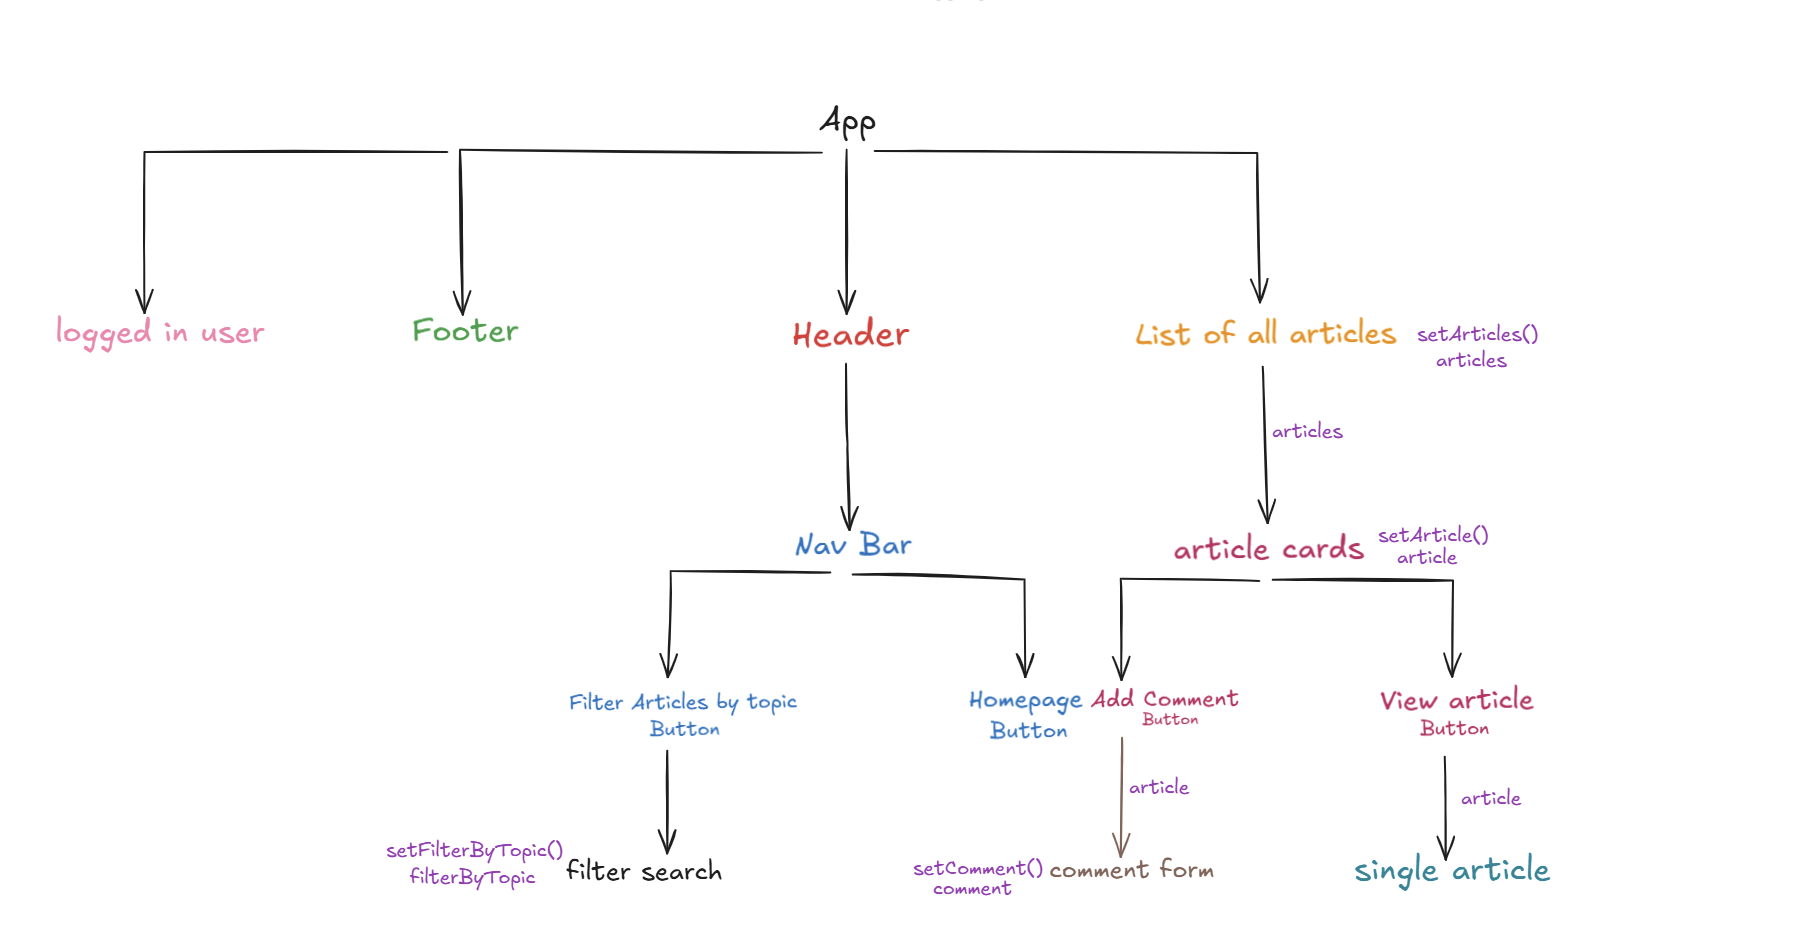 App
logged in user
Footer
Header
List of all articles
setArticles()
articles
articles
Nav Bar
article cards
setArticle()
article
Filter Articles by topic
Button
Homepage
Button
Add Comment
Button
View article
Button
article
article
setFilterByTopic()
filterByTopic
filter search
setComment()
comment
comment form
single article